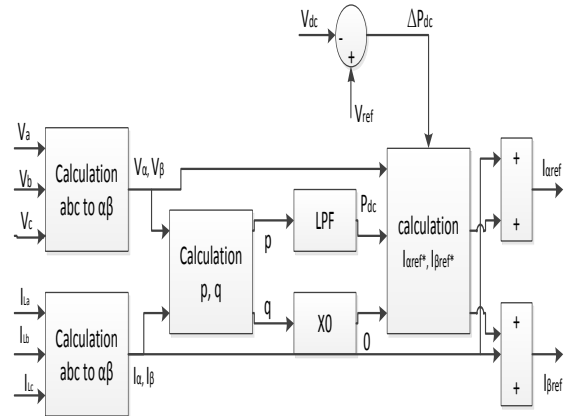 Vdc
ΔPdc
-
+
Vref
Va
Vb
Vc
Calculation
abc to αβ
Vα, Vβ
Calculation
p, q
p
q
LPF
Pdc
X0
0
calculation
Iαref*, Iβref*
+
+
Iαref
ILa
ILb
ILc
Calculation
abc to αβ
Iα, Iβ
+
+
Iβref